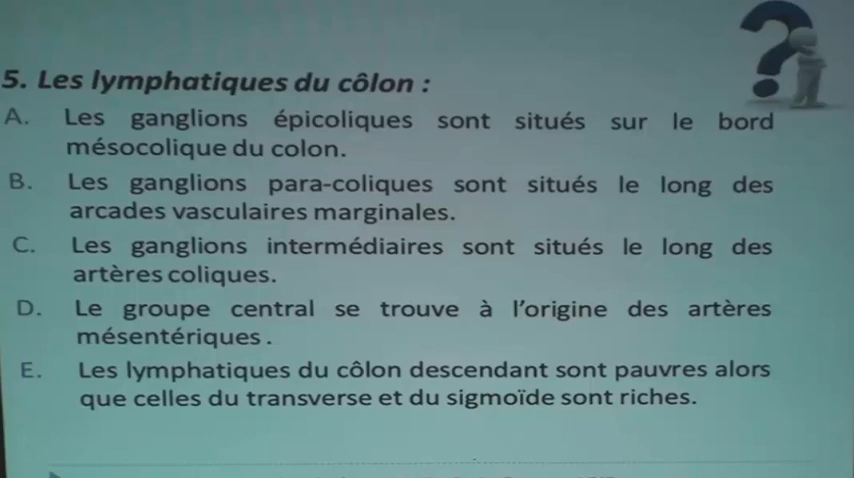 5. Les lymphatiques du côlon :
A. Les ganglions épicoliques sont situés sur le bord
mésocolique du colon.
B. Les ganglions para-coliques sont situés le long des
arcades vasculaires marginales.
C. Les ganglions intermédiaires sont situés le long des
artères coliques.
D. Le groupe central se trouve à l'origine des artères
mésentériques .
E. Les lymphatiques du côlon descendant sont pauvres alors
que celles du transverse et du sigmoïde sont riches.